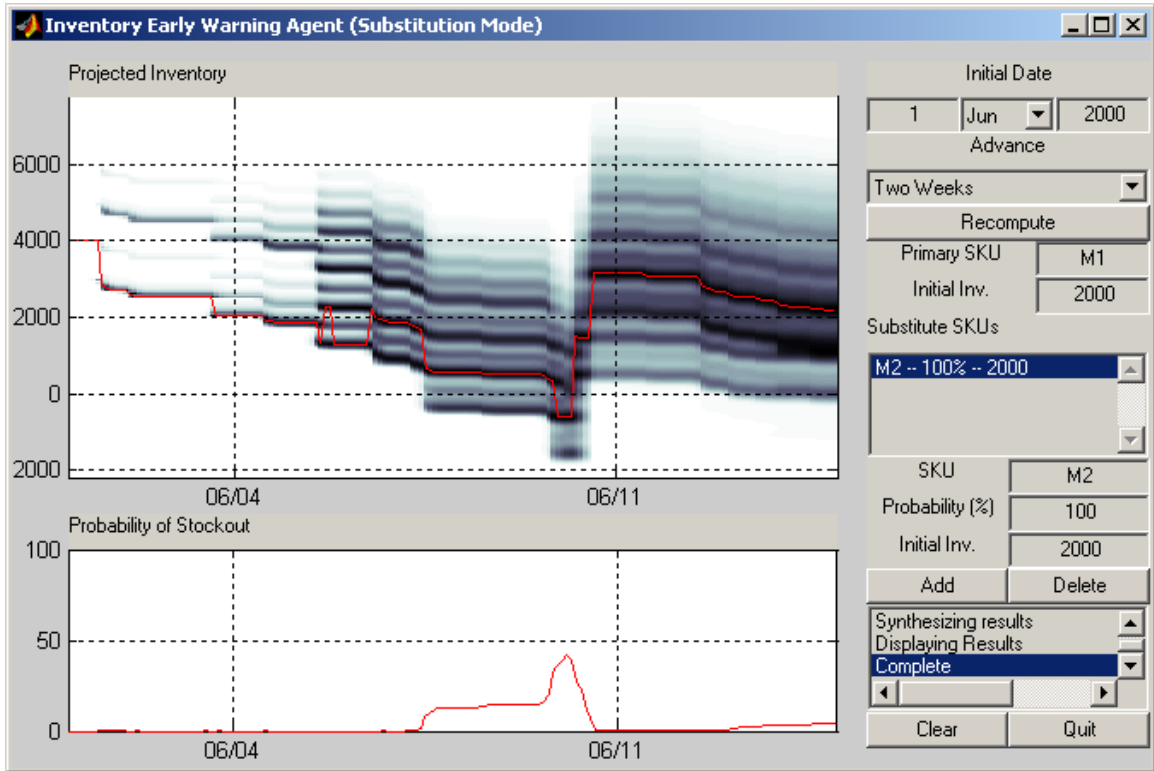 Inventory Early Warning Agent (Substitution Mode)
Projected Inventory
6000
4000
2000
0
2000
06/04
06/11
Probability of Stockout
100
50
0
06/04
06/11
Initial Date
1 Jun 2000
Advance
Two Weeks
Recompute
Primary SKU M1
Initial Inv. 2000
Substitute SKUs
M2 -- 100% -- 2000
SKU M2
Probability (%) 100
Initial Inv. 2000
Add Delete
Synthesizing results
Displaying Results
Complete
Clear Quit